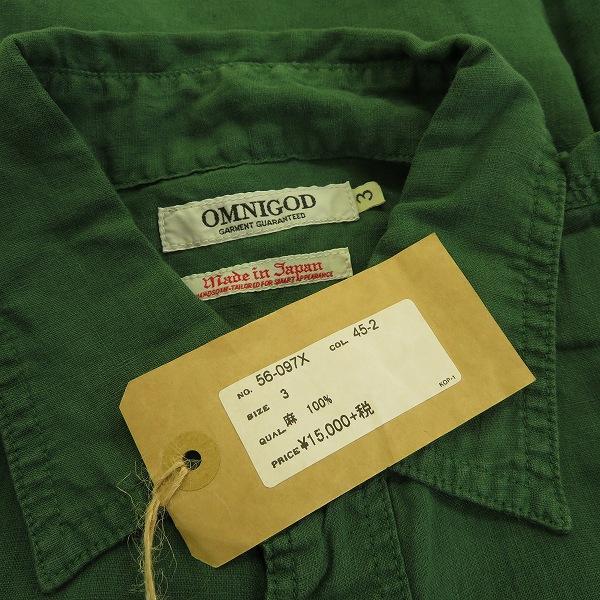 OMNIGOD
GARMENT GUARANTEED
3
Made in Japan
HANDSOME-TAILORED FOR SMART APPEARANCE
NO. 56-097X COL. 45-2
SIZE 3
QUAL. 麻 100%
PRICE ¥15,000+税
KOP-1